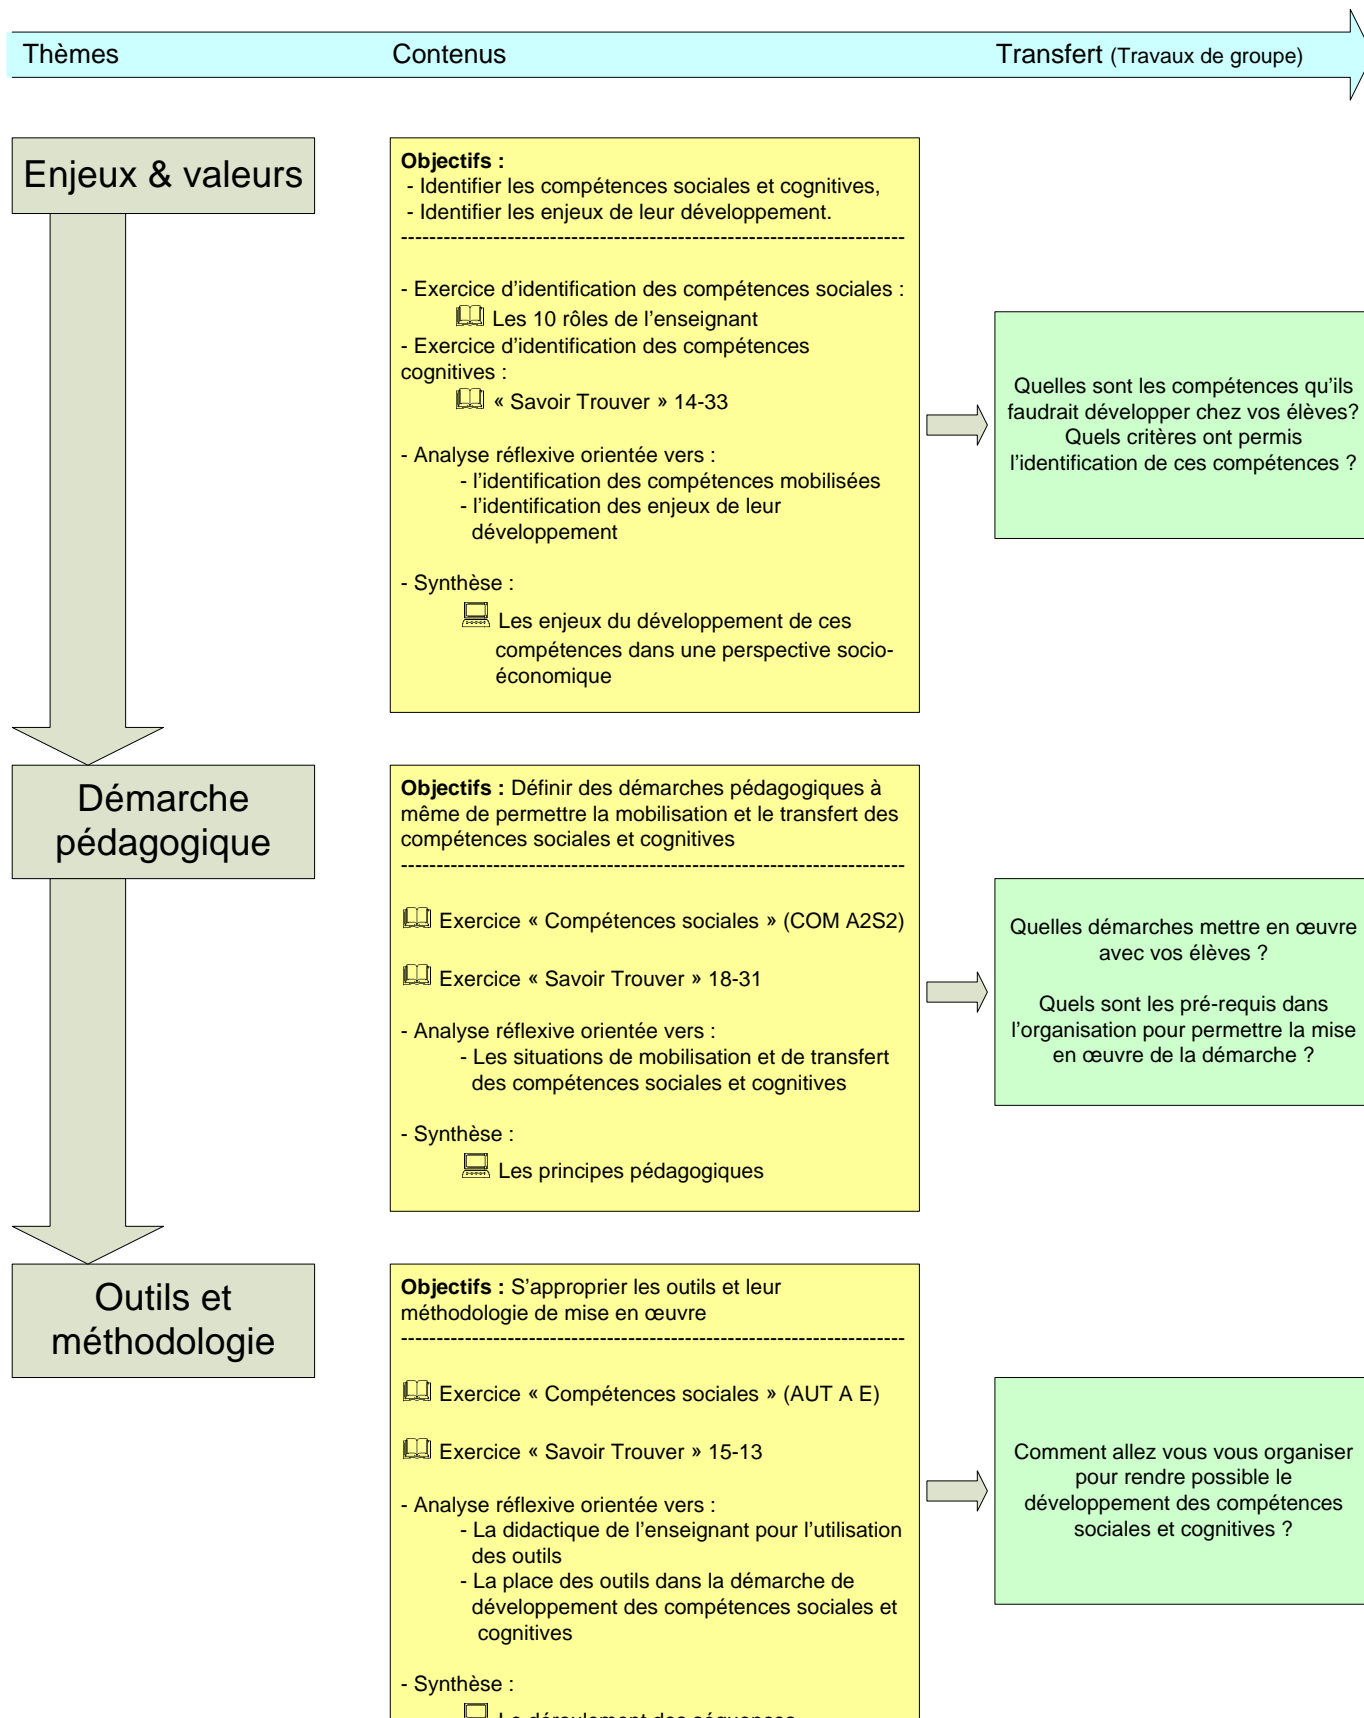 Thèmes
Contenus
Transfert (Travaux de groupe)
Enjeux & valeurs
Objectifs :
- Identifier les compétences sociales et cognitives,
- Identifier les enjeux de leur développement.
-----------------------------------------------------------------------
- Exercice d'identification des compétences sociales :
Les 10 rôles de l'enseignant
- Exercice d'identification des compétences
cognitives :
« Savoir Trouver » 14-33
- Analyse réflexive orientée vers :
- l'identification des compétences mobilisées
- l'identification des enjeux de leur
développement
- Synthèse :
Les enjeux du développement de ces
compétences dans une perspective socio-
économique
Quelles sont les compétences qu'ils
faudrait développer chez vos élèves?
Quels critères ont permis
l'identification de ces compétences ?
Démarche
pédagogique
Objectifs : Définir des démarches pédagogiques à
même de permettre la mobilisation et le transfert des
compétences sociales et cognitives
-----------------------------------------------------------------------
Exercice « Compétences sociales » (COM A2S2)
Exercice « Savoir Trouver » 18-31
- Analyse réflexive orientée vers :
- Les situations de mobilisation et de transfert
des compétences sociales et cognitives
- Synthèse :
Les principes pédagogiques
Quelles démarches mettre en œuvre
avec vos élèves ?
Quels sont les pré-requis dans
l'organisation pour permettre la mise
en œuvre de la démarche ?
Outils et
méthodologie
Objectifs : S'approprier les outils et leur
méthodologie de mise en œuvre
-----------------------------------------------------------------------
Exercice « Compétences sociales » (AUT A E)
Exercice « Savoir Trouver » 15-13
- Analyse réflexive orientée vers :
- La didactique de l'enseignant pour l'utilisation
des outils
- La place des outils dans la démarche de
développement des compétences sociales et
cognitives
- Synthèse :
Le déroulement des séquences
Comment allez vous vous organiser
pour rendre possible le
développement des compétences
sociales et cognitives ?